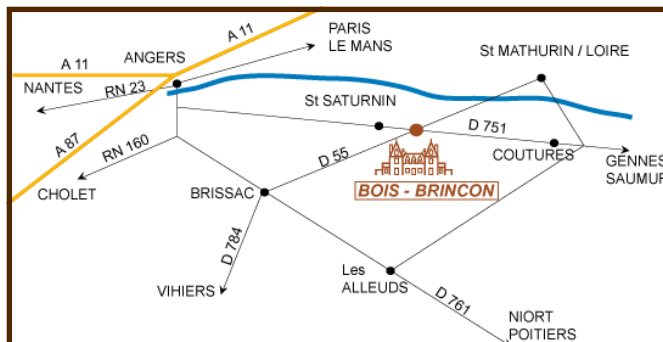 A 11
PARIS
LE MANS
ANGERS
A 11
St MATHURIN / LOIRE
NANTES
RN 23
St SATURNIN
D 751
A 87
RN 160
D 55
COUTURES
GENNES
SAUMUR
CHOLET
BRISSAC
BOIS - BRINCON
D 784
Les
ALLEUDS
VIHIERS
D 761
NIORT
POITIERS